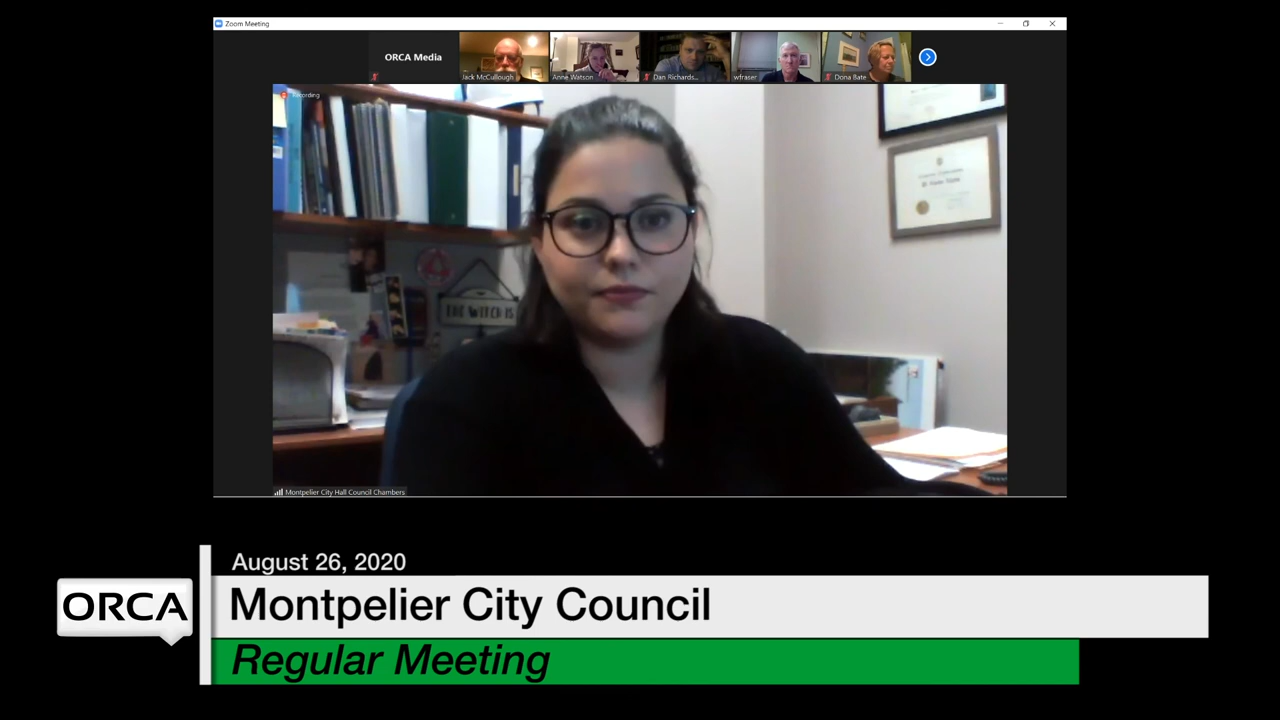 Zoom Meeting
ORCA Media
Jack McCullough
Anne Watson
Dan Richards...
wfraser
Dona Bate
Recording
THE WITCH IS
Montpelier City Hall Council Chambers
August 26, 2020
ORCA
Montpelier City Council
Regular Meeting